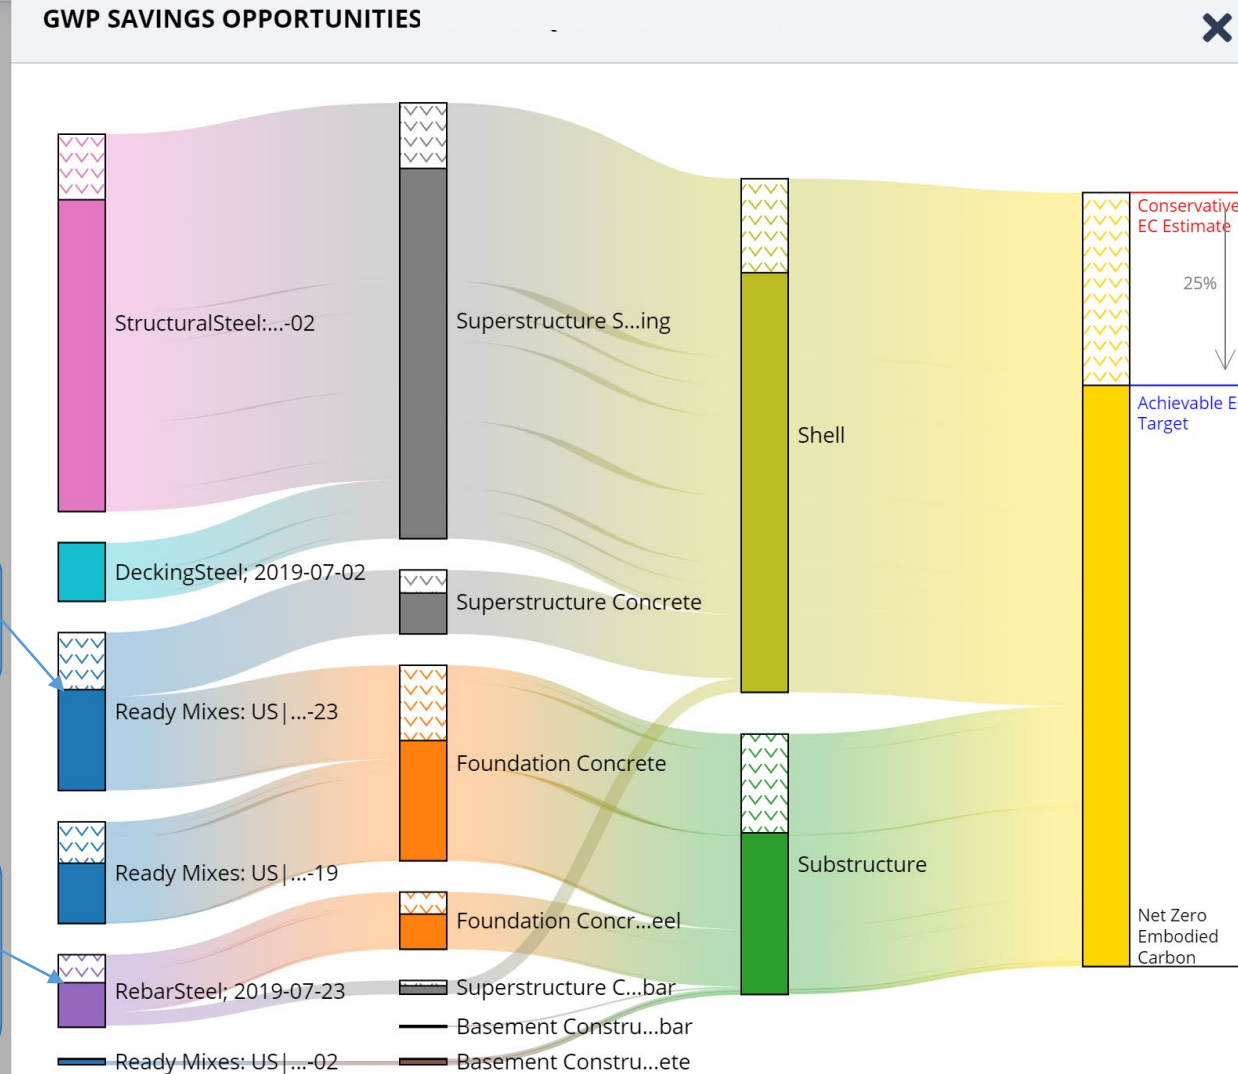 GWP SAVINGS OPPORTUNITIES
Conservative
EC Estimate
25%
StructuralSteel:...-02
Superstructure S...ing
Achievable E
Target
Shell
DeckingSteel; 2019-07-02
Superstructure Concrete
Ready Mixes: US|...-23
Foundation Concrete
Ready Mixes: US|...-19
Substructure
Foundation Concr...eel
Net Zero
Embodied
Carbon
RebarSteel; 2019-07-23
Superstructure C...bar
Basement Constru...bar
Ready Mixes: US|...-02
Basement Constru...ete